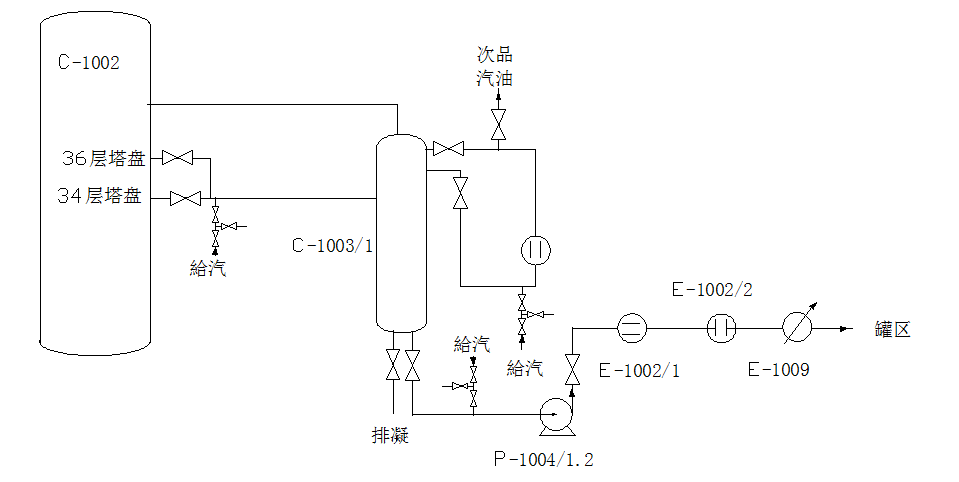 C-1002
次品
汽油
36层塔盘
34层塔盘
C-1003/1
給汽
E-1002/2
罐区
給汽
給汽
E-1002/1
E-1009
排凝
P-1004/1.2